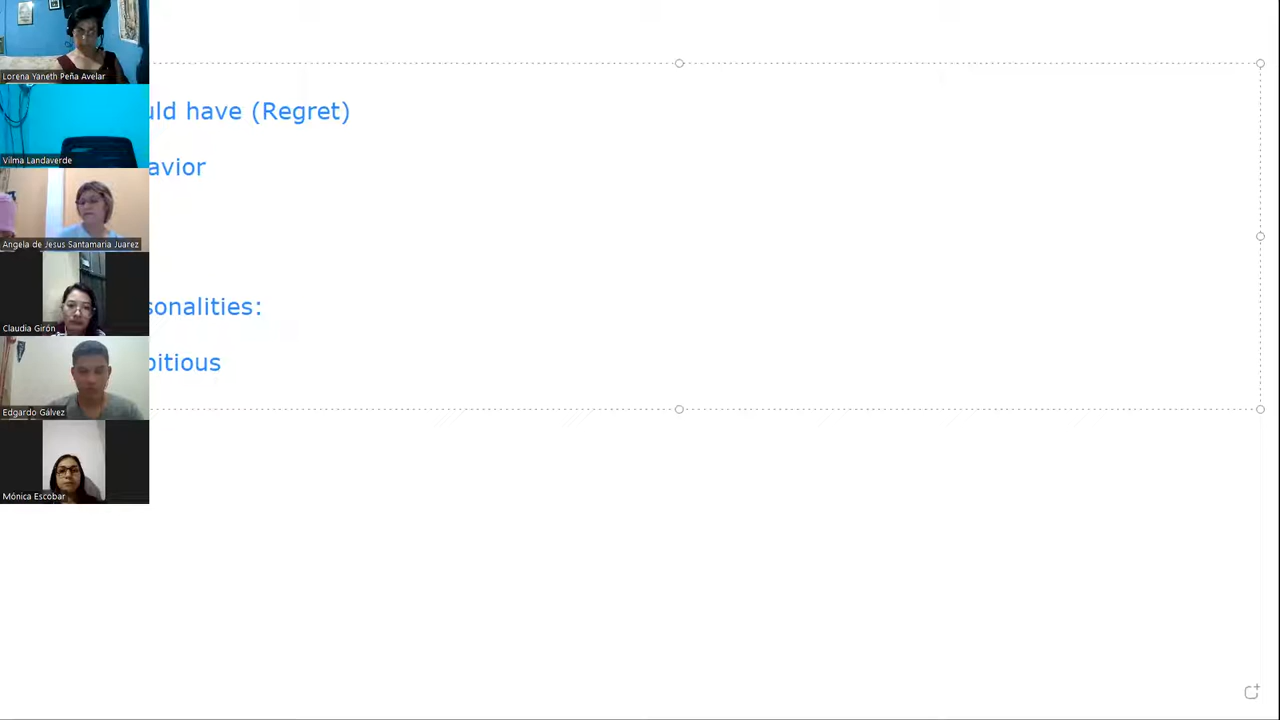 Lorena Yaneth Peña Avelar
uld have (Regret)
Vilma Landaverde
avior
Angela de Jesus Santamaria Juarez
sonalities:
Claudia Girón
bitious
Edgardo Gálvez
Mónica Escobar